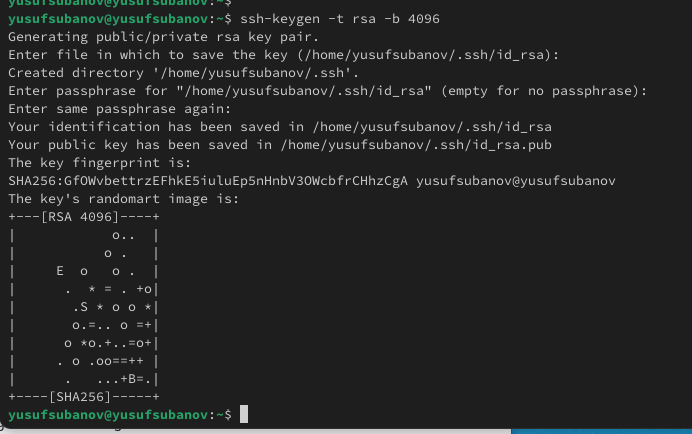 yusufsubanov@yusufsubanov:~$
yusufsubanov@yusufsubanov:~$ ssh-keygen -t rsa -b 4096
Generating public/private rsa key pair.
Enter file in which to save the key (/home/yusufsubanov/.ssh/id_rsa):
Created directory '/home/yusufsubanov/.ssh'.
Enter passphrase for "/home/yusufsubanov/.ssh/id_rsa" (empty for no passphrase):
Enter same passphrase again:
Your identification has been saved in /home/yusufsubanov/.ssh/id_rsa
Your public key has been saved in /home/yusufsubanov/.ssh/id_rsa.pub
The key fingerprint is:
SHA256:GfOWvbettrzEFhkE5iuluEp5nHnbV3OWcbfrCHhzCgA yusufsubanov@yusufsubanov
The key's randomart image is:
+---[RSA 4096]----+
|            o..  |
|           o .   |
|     E  o   o .  |
|      .  * = . +o|
|       .S * o o *|
|       o.=.. o =+|
|      o *o.+..=o+|
|     . o .oo==++ |
|      .   ...+B=.|
+----[SHA256]-----+
yusufsubanov@yusufsubanov:~$